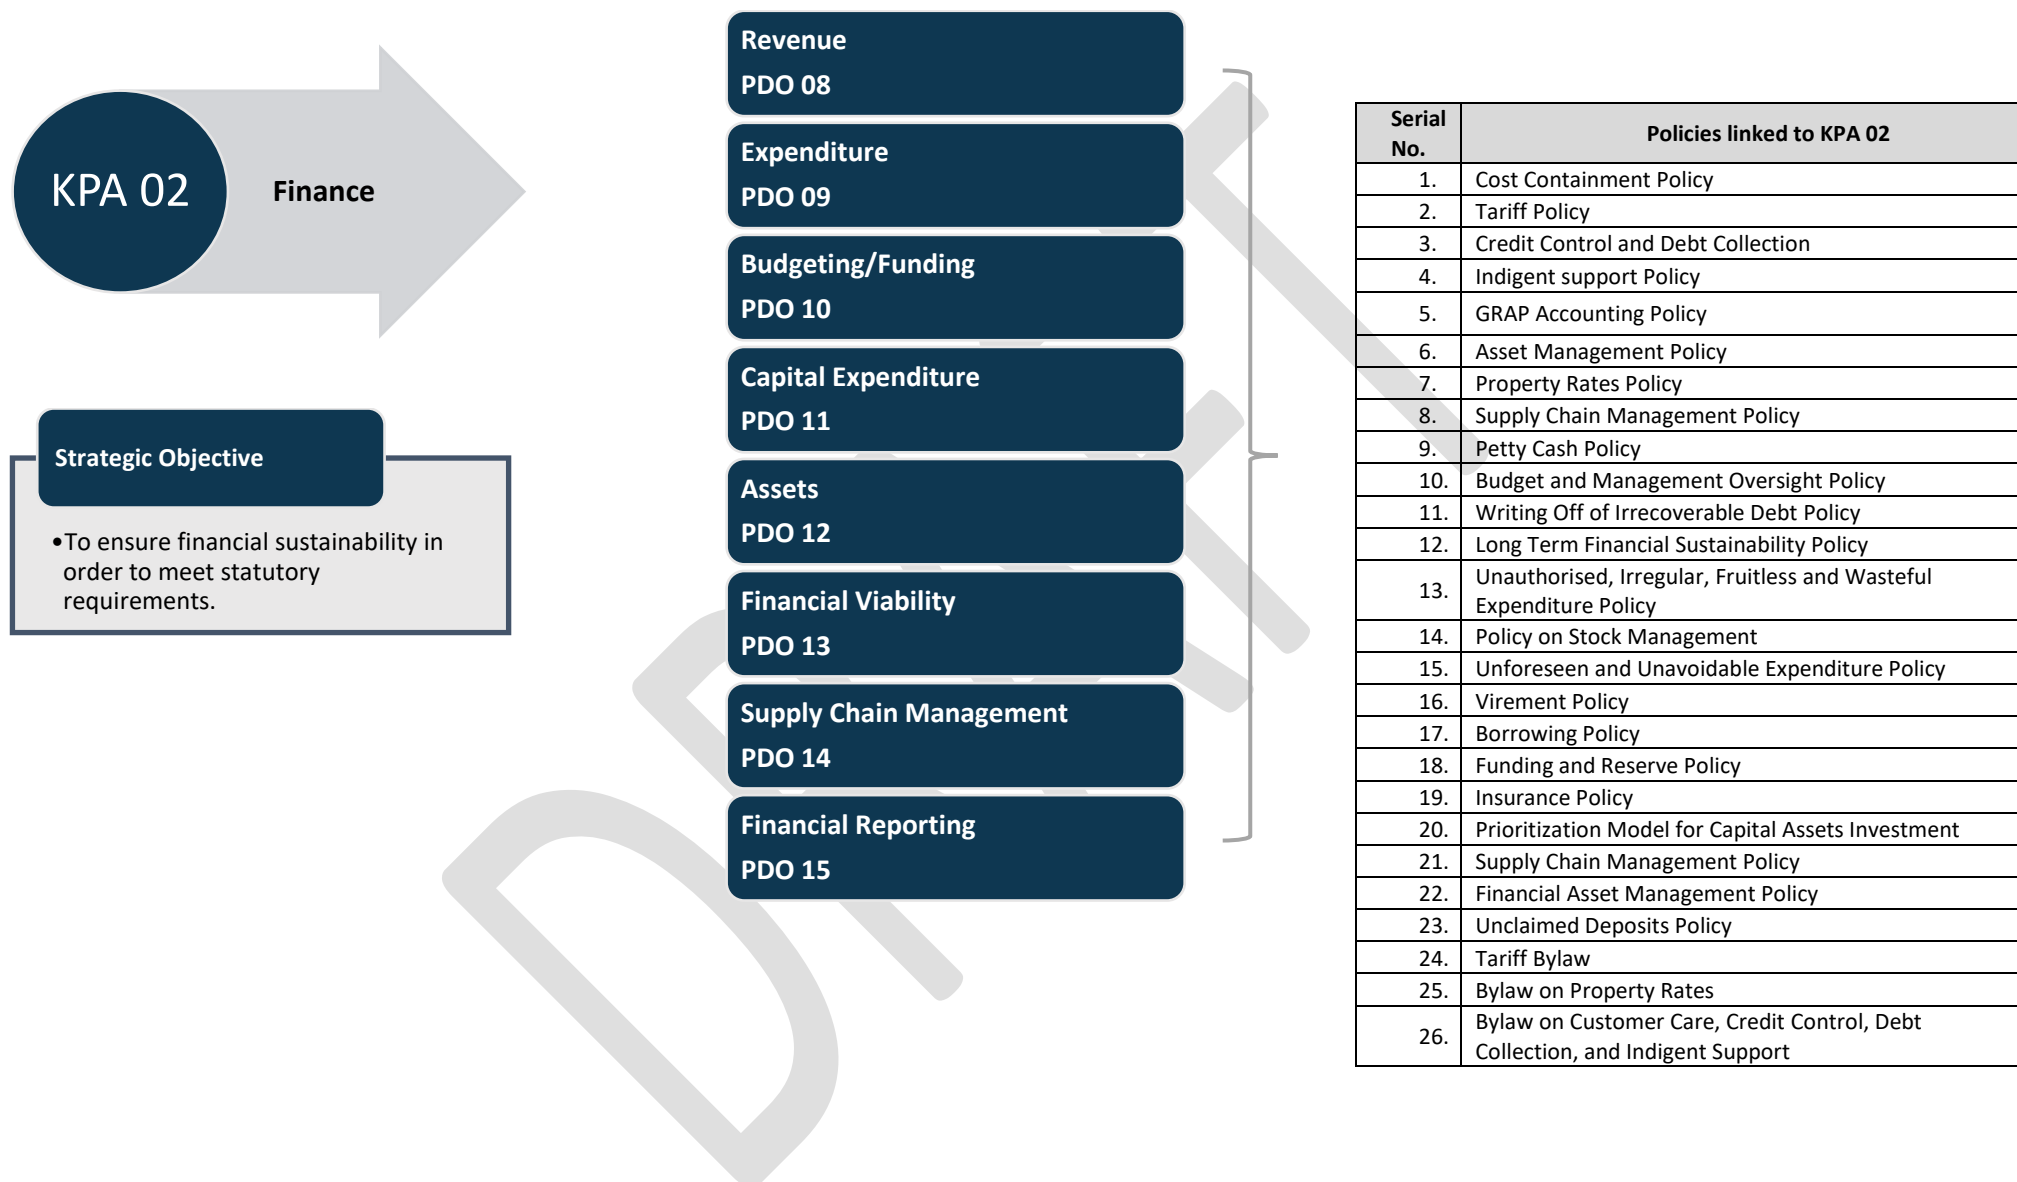 KPA 02
Finance
Strategic Objective
•To ensure financial sustainability in
order to meet statutory
requirements.
Revenue
PDO 08
Expenditure
PDO 09
Budgeting/Funding
PDO 10
Capital Expenditure
PDO 11
Assets
PDO 12
Financial Viability
PDO 13
Supply Chain Management
PDO 14
Financial Reporting
PDO 15
Serial No. Policies linked to KPA 02
1. Cost Containment Policy
2. Tariff Policy
3. Credit Control and Debt Collection
4. Indigent support Policy
5. GRAP Accounting Policy
6. Asset Management Policy
7. Property Rates Policy
8. Supply Chain Management Policy
9. Petty Cash Policy
10. Budget and Management Oversight Policy
11. Writing Off of Irrecoverable Debt Policy
12. Long Term Financial Sustainability Policy
13. Unauthorised, Irregular, Fruitless and Wasteful
Expenditure Policy
14. Policy on Stock Management
15. Unforeseen and Unavoidable Expenditure Policy
16. Virement Policy
17. Borrowing Policy
18. Funding and Reserve Policy
19. Insurance Policy
20. Prioritization Model for Capital Assets Investment
21. Supply Chain Management Policy
22. Financial Asset Management Policy
23. Unclaimed Deposits Policy
24. Tariff Bylaw
25. Bylaw on Property Rates
26. Bylaw on Customer Care, Credit Control, Debt
Collection, and Indigent Support
DRAFT